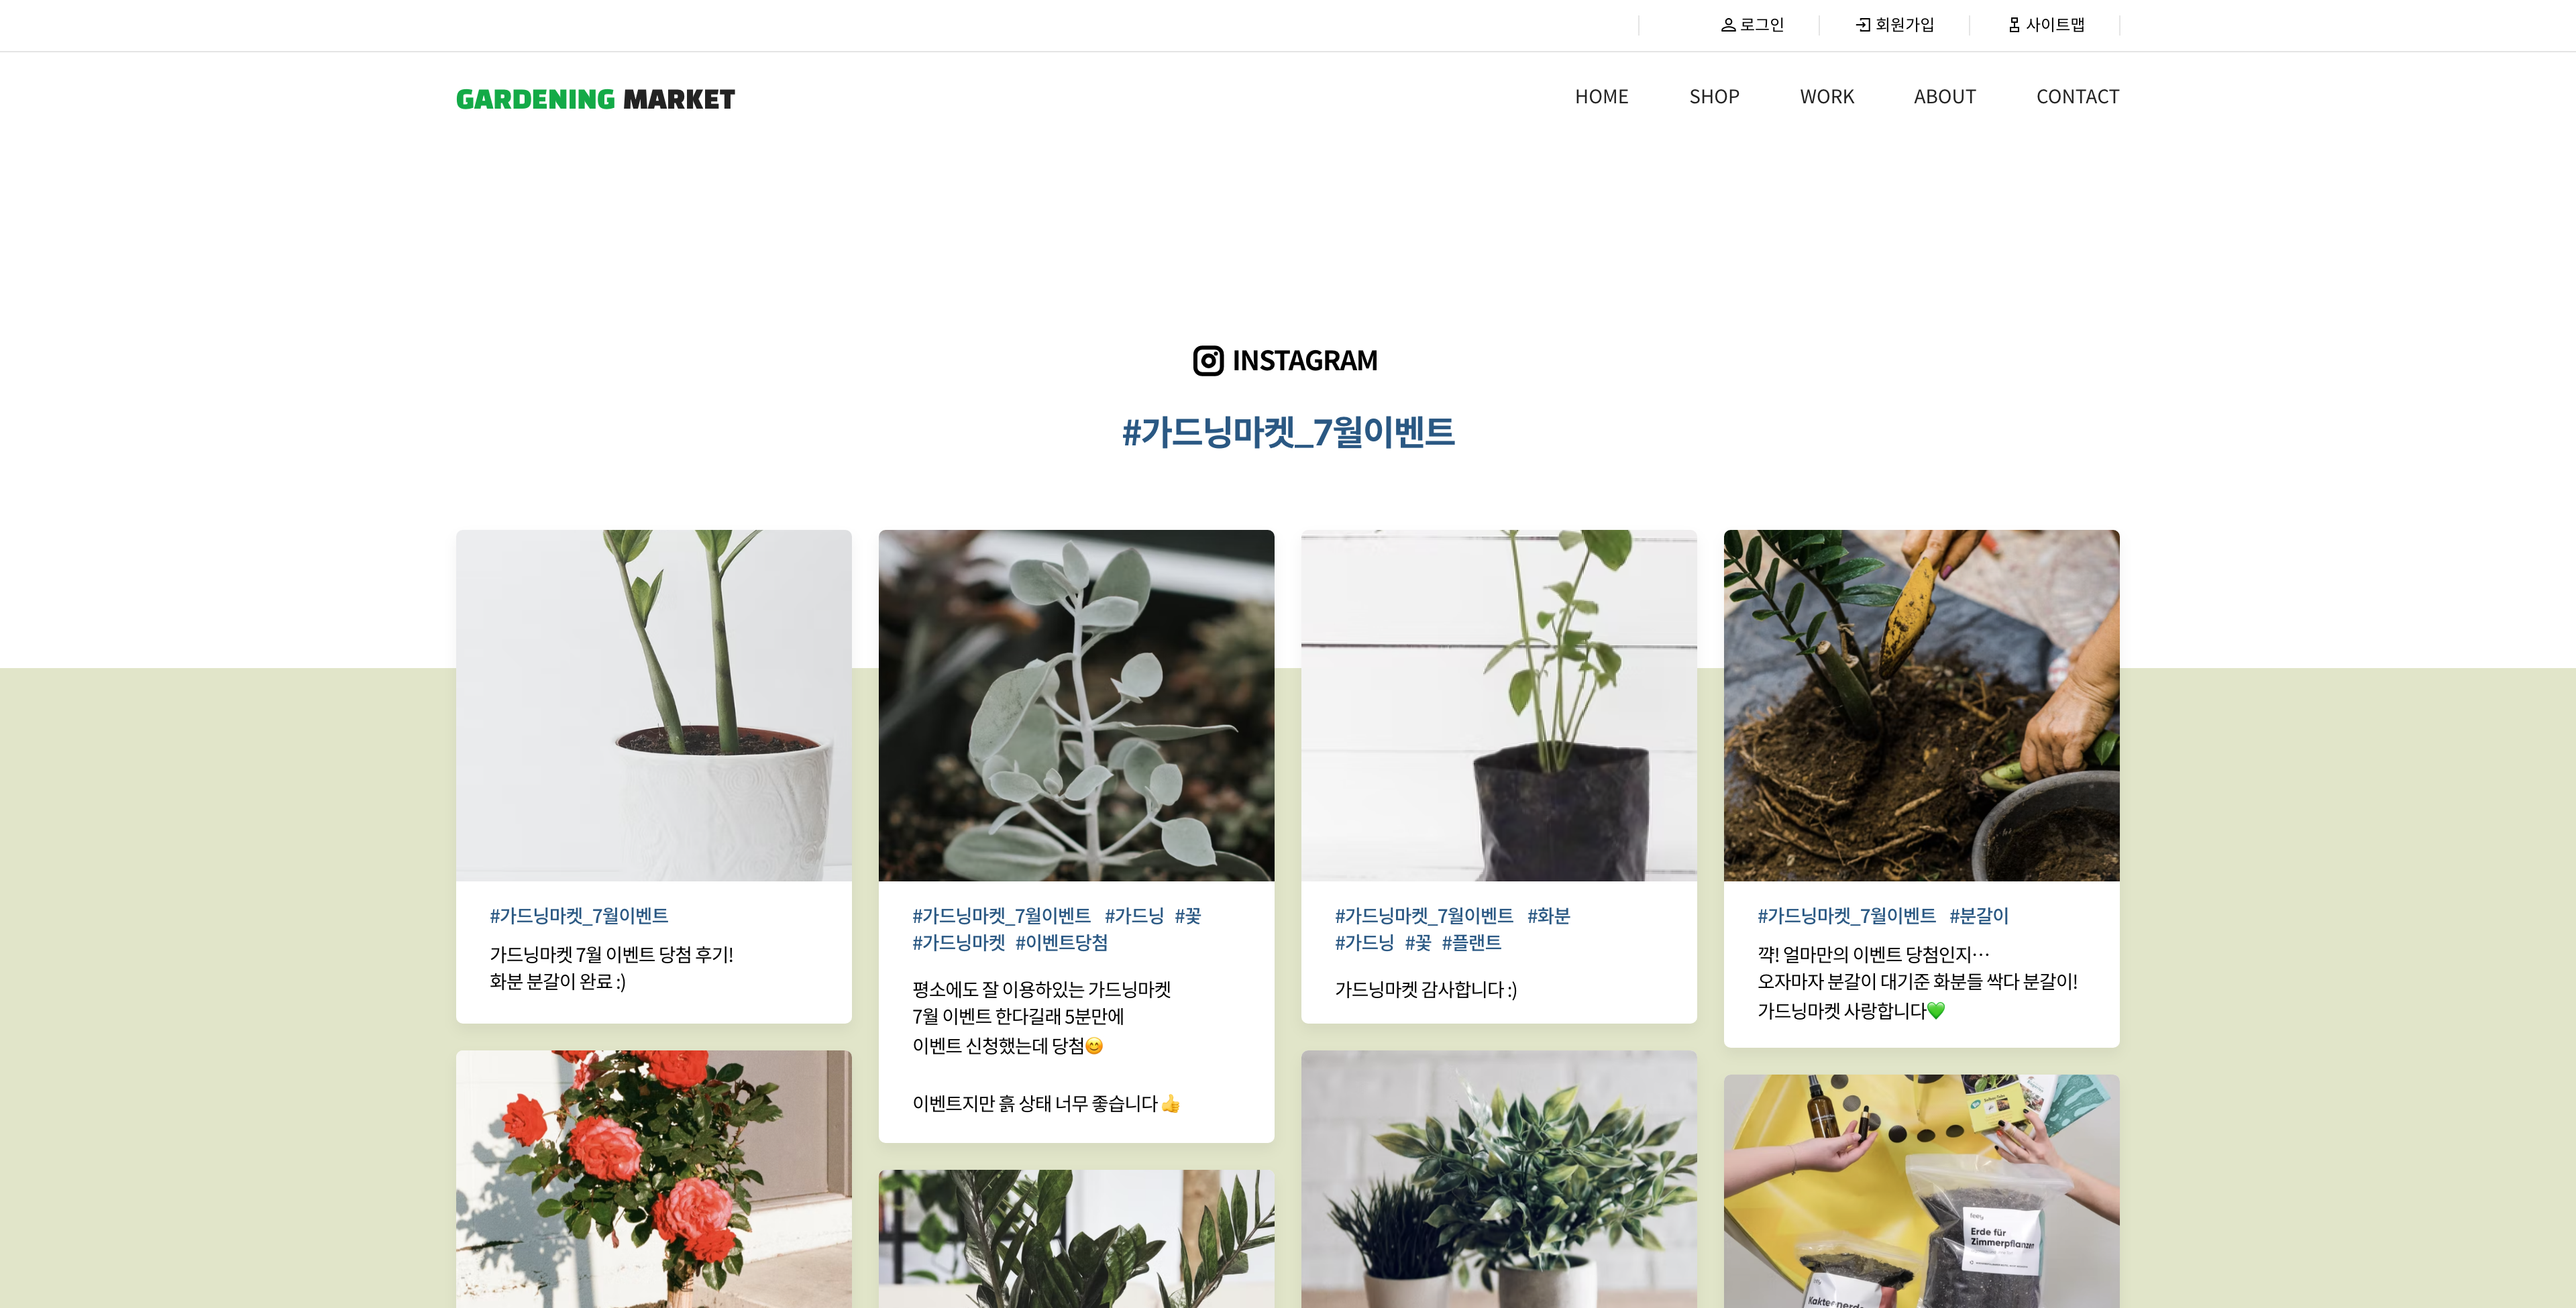 로그인
회원가입
사이트맵
GARDENING MARKET
HOME SHOP WORK ABOUT CONTACT
INSTAGRAM
#가드닝마켓_7월이벤트
#가드닝마켓_7월이벤트
가드닝마켓 7월 이벤트 당첨 후기!
화분 분갈이 완료 :)
#가드닝마켓_7월이벤트 #가드닝 #꽃
#가드닝마켓 #이벤트당첨
평소에도 잘 이용하있는 가드닝마켓
7월 이벤트 한다길래 5분만에
이벤트 신청했는데 당첨😊
이벤트지만 흙 상태 너무 좋습니다 👍
#가드닝마켓_7월이벤트 #화분
#가드닝 #꽃 #플랜트
가드닝마켓 감사합니다 :)
#가드닝마켓_7월이벤트 #분갈이
꺅! 얼마만의 이벤트 당첨인지…
오자마자 분갈이 대기준 화분들 싹다 분갈이!
가드닝마켓 사랑합니다💚
Erde für
Zimmerpflanzen